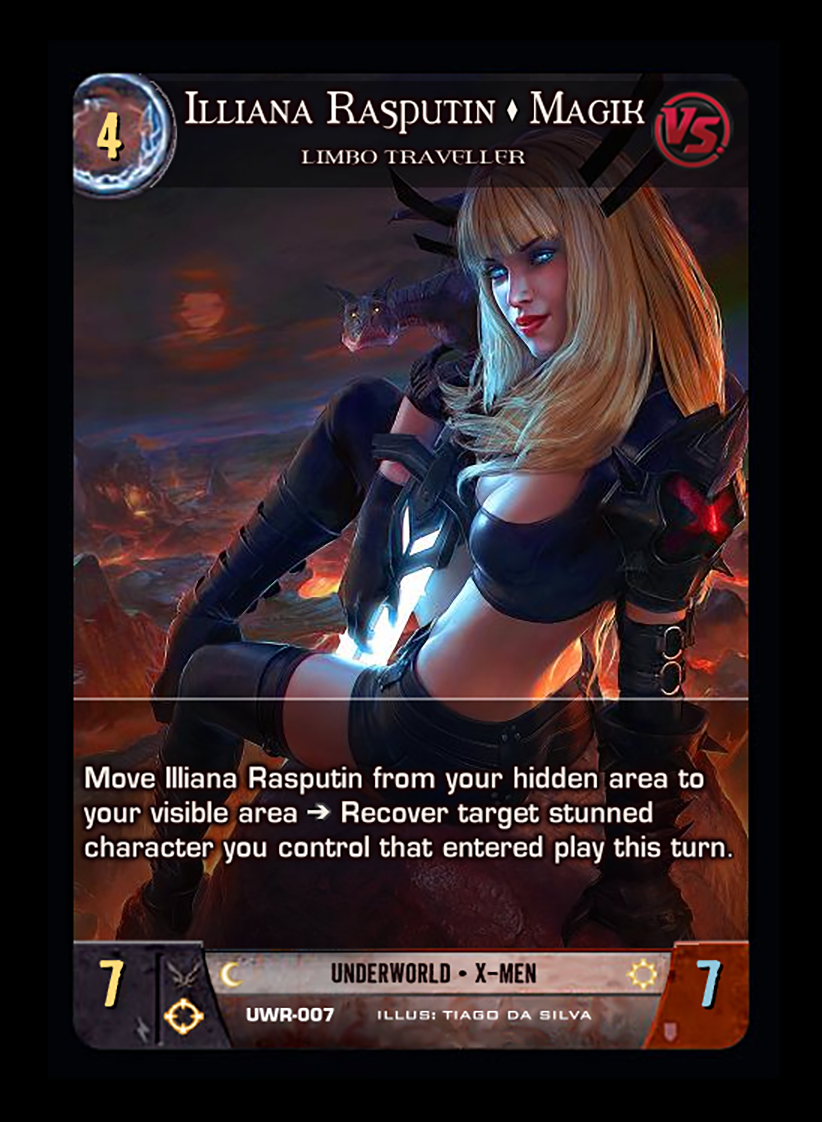 4
Illiana Rasputin ♦ Magik
VS.
Limbo Traveller
Move Illiana Rasputin from your hidden area to
your visible area ➔ Recover target stunned
character you control that entered play this turn.
7
Underworld • X-Men
7
UWR-007 Illus: Tiago da Silva